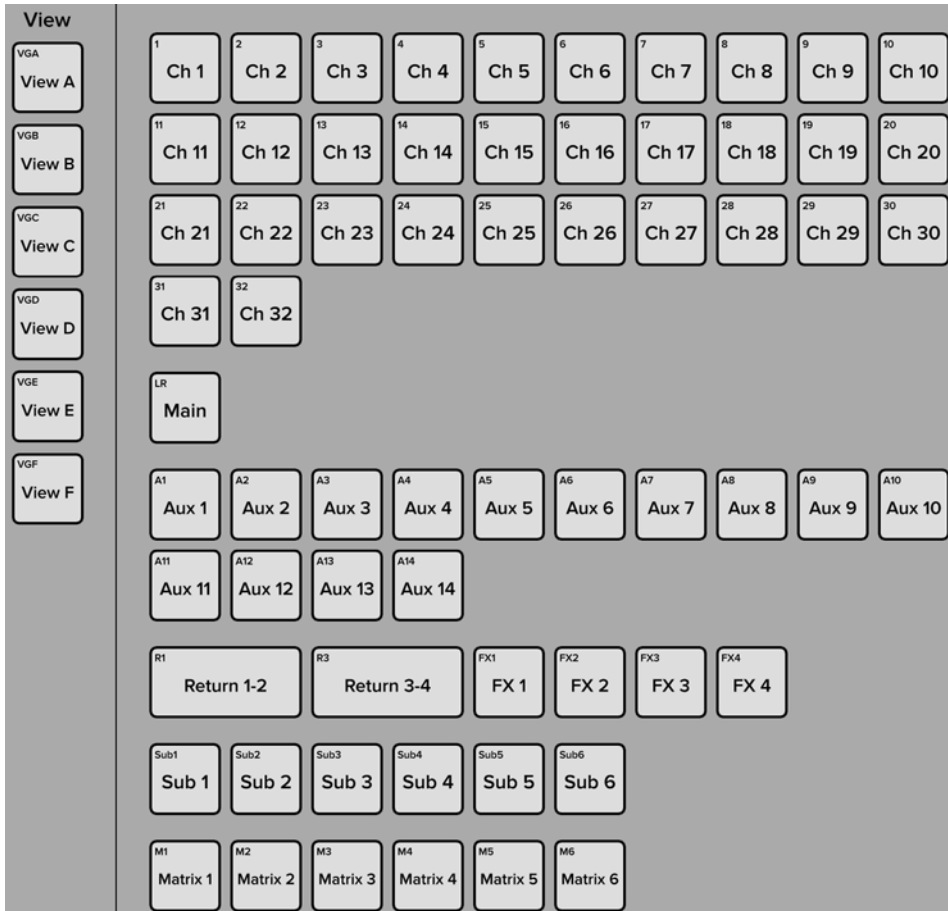 View
VGA
View A
VGB
View B
VGC
View C
VGD
View D
VGE
View E
VGF
View F
1 2 3 4 5 6 7 8 9 10
Ch 1 Ch 2 Ch 3 Ch 4 Ch 5 Ch 6 Ch 7 Ch 8 Ch 9 Ch 10
11 12 13 14 15 16 17 18 19 20
Ch 11 Ch 12 Ch 13 Ch 14 Ch 15 Ch 16 Ch 17 Ch 18 Ch 19 Ch 20
21 22 23 24 25 26 27 28 29 30
Ch 21 Ch 22 Ch 23 Ch 24 Ch 25 Ch 26 Ch 27 Ch 28 Ch 29 Ch 30
31 32
Ch 31 Ch 32
LR
Main
A1 A2 A3 A4 A5 A6 A7 A8 A9 A10
Aux 1 Aux 2 Aux 3 Aux 4 Aux 5 Aux 6 Aux 7 Aux 8 Aux 9 Aux 10
A11 A12 A13 A14
Aux 11 Aux 12 Aux 13 Aux 14
R1 R3 FX1 FX2 FX3 FX4
Return 1-2 Return 3-4 FX 1 FX 2 FX 3 FX 4
Sub1 Sub2 Sub3 Sub4 Sub5 Sub6
Sub 1 Sub 2 Sub 3 Sub 4 Sub 5 Sub 6
M1 M2 M3 M4 M5 M6
Matrix 1 Matrix 2 Matrix 3 Matrix 4 Matrix 5 Matrix 6